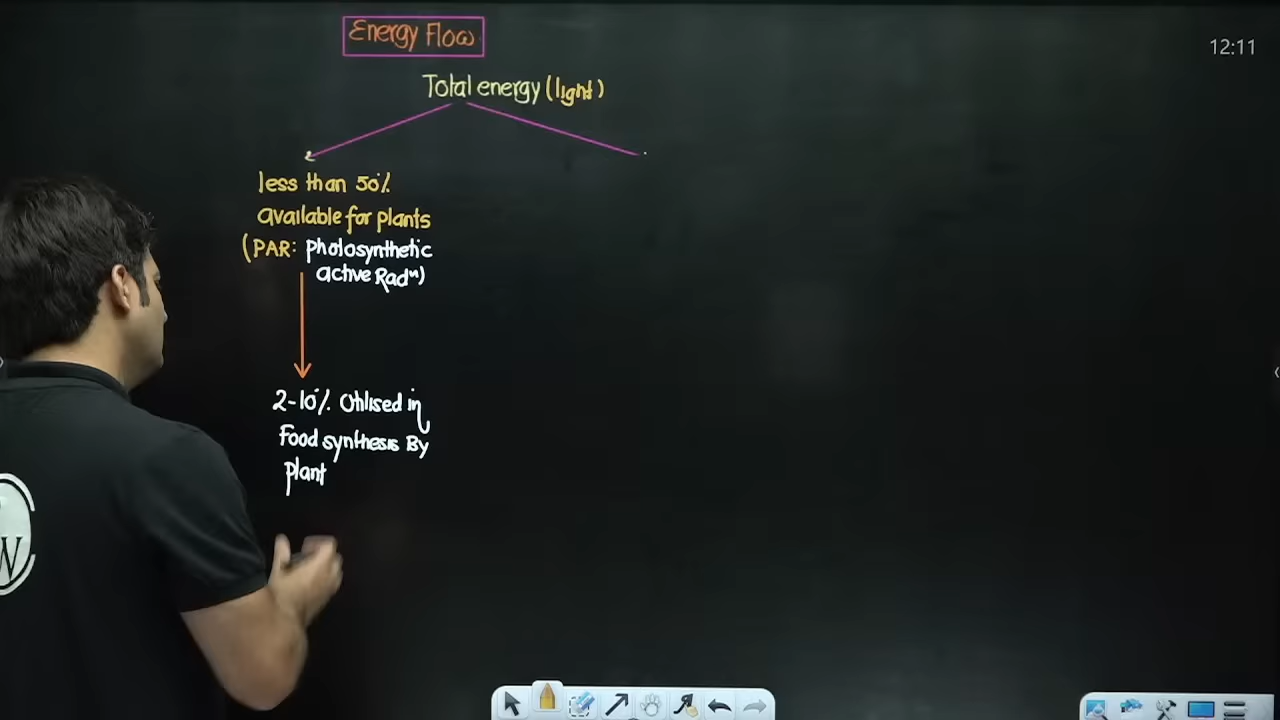 Energy Flow
12:11
Total energy (light)
less than 50%
available for plants
(PAR: photosynthetic
active Radⁿ)
2-10% Utilised in
Food synthesis By
plant
W